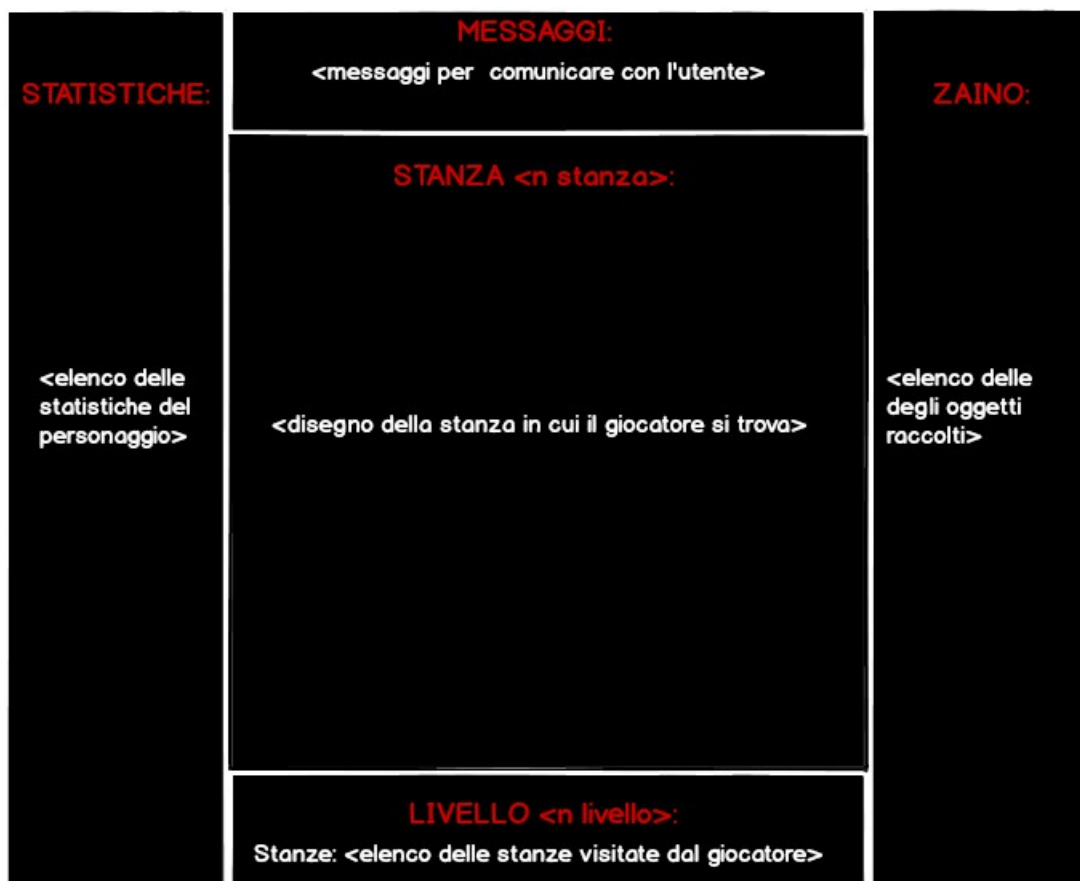 STATISTICHE:
<elenco delle
statistiche del
personaggio>
MESSAGGI:
<messaggi per comunicare con l'utente>
STANZA <n stanza>:
<disegno della stanza in cui il giocatore si trova>
LIVELLO <n livello>:
Stanze: <elenco delle stanze visitate dal giocatore>
ZAINO:
<elenco delle
degli oggetti
raccolti>